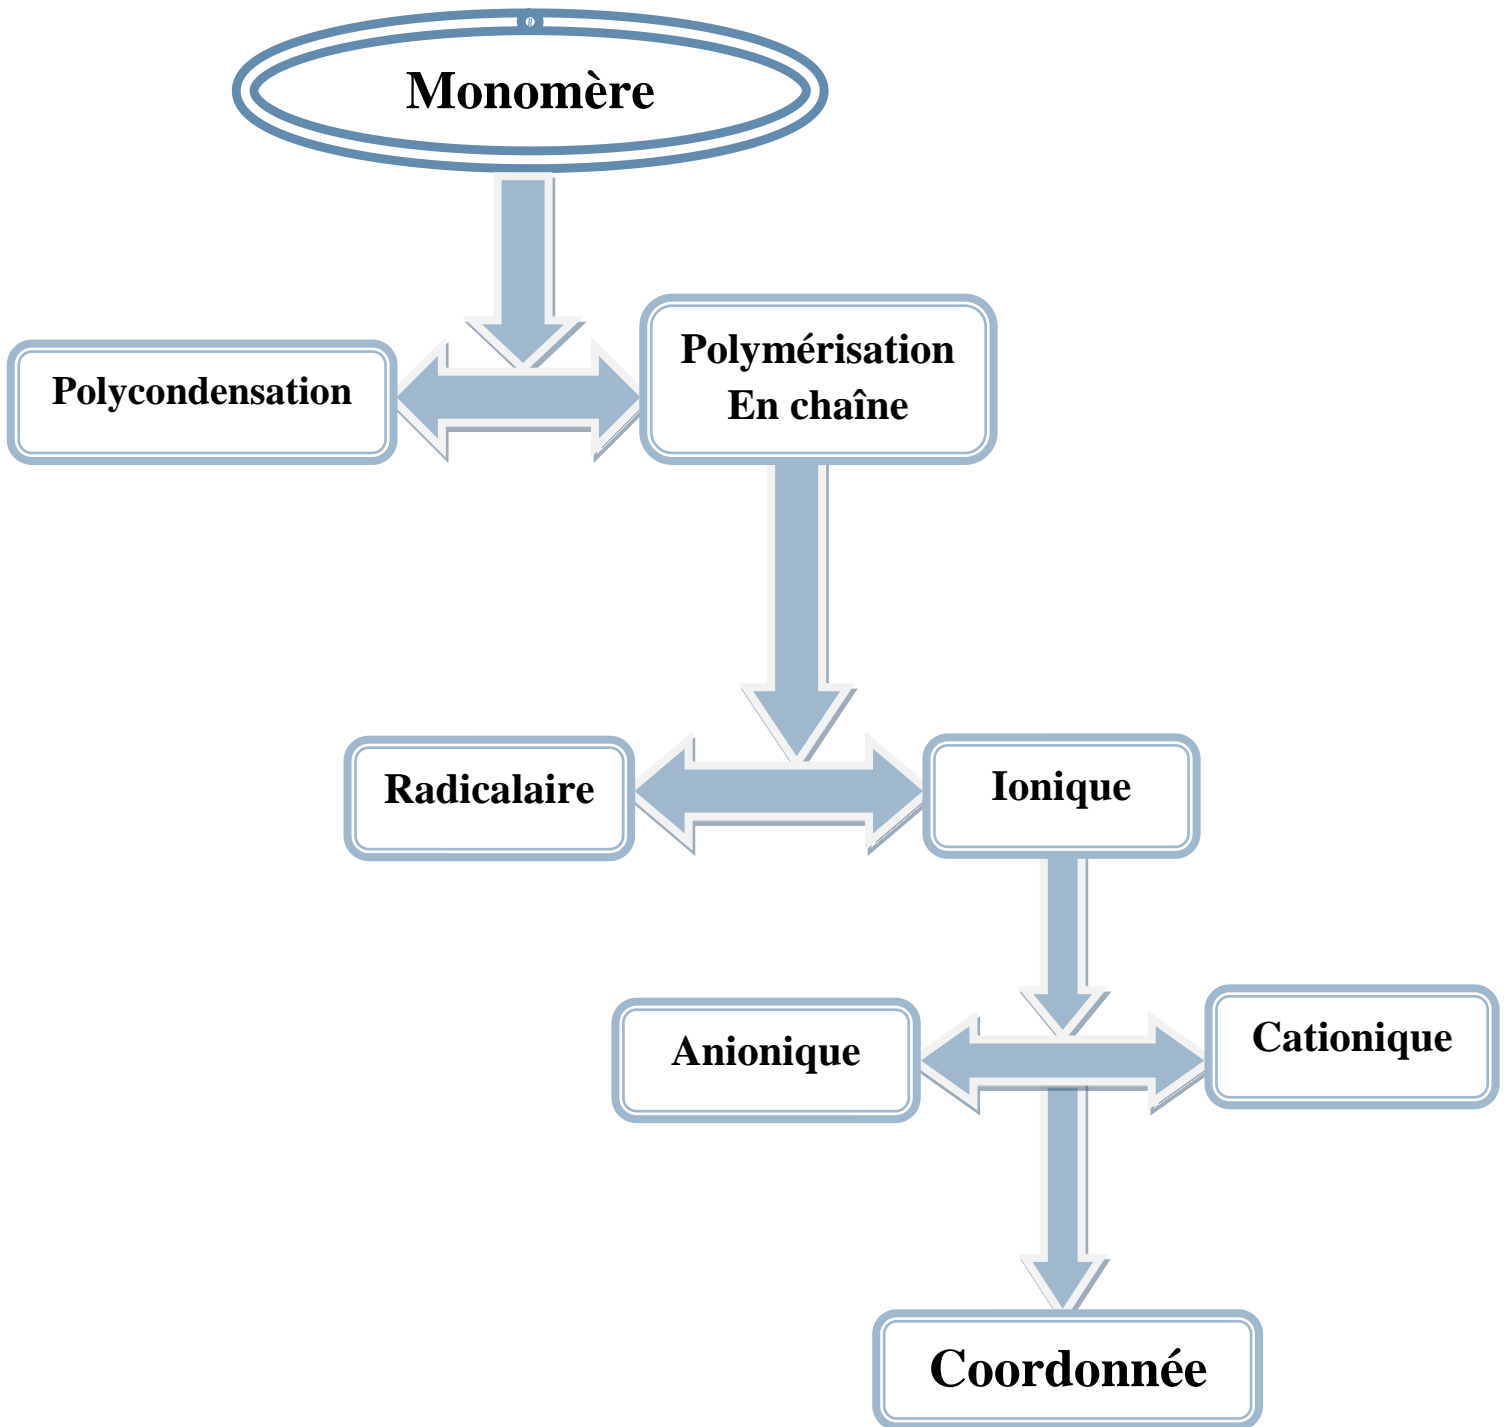 Monomère
Polycondensation
Polymérisation
En chaîne
Radicalaire
Ionique
Anionique
Cationique
Coordonnée